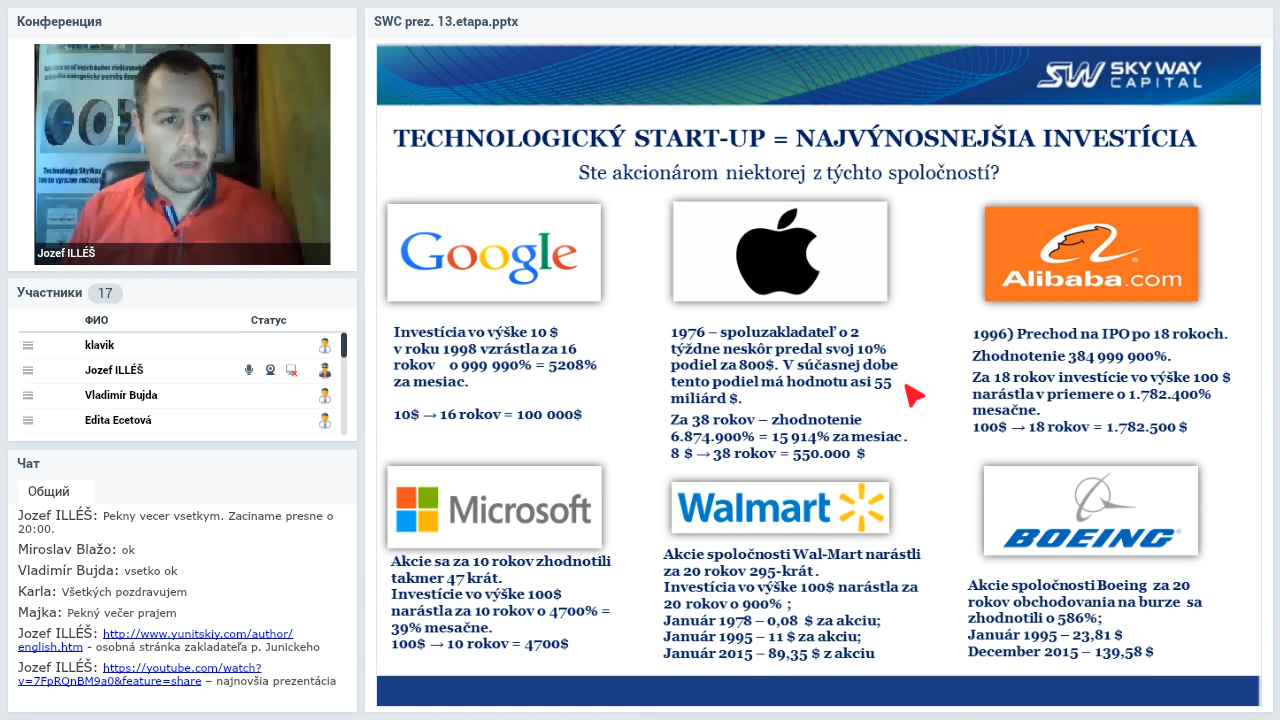 Конференция
Jozef ILLÉŠ
Участники 17
ФИО Статус
klavik
Jozef ILLÉŠ
Vladimír Bujda
Edita Ecetová
Чат
Общий
Jozef ILLÉŠ: Pekny vecer vsetkym. Zaciname presne o
20:00.
Miroslav Blažo: ok
Vladimír Bujda: vsetko ok
Karla: Všetkých pozdravujem
Majka: Pekný večer prajem
Jozef ILLÉŠ: http://www.yunitskiy.com/author/
english.htm - osobná stránka zakladateľa p. Junickeho
Jozef ILLÉŠ: https://youtube.com/watch?
v=7FpRQnBM9a0&feature=share – najnovšia prezentácia
SWC prez. 13.etapa.pptx
SW SKY WAY
CAPITAL
TECHNOLOGICKÝ START-UP = NAJVÝNOSNEJŠIA INVESTÍCIA
Ste akcionárom niektorej z týchto spoločností?
Google
Investícia vo výške 10 $
v roku 1998 vzrástla za 16
rokov o 999 990% = 5208%
za mesiac.
10$ → 16 rokov = 100 000$
1976 – spoluzakladateľ o 2
týždne neskôr predal svoj 10%
podiel za 800$. V súčasnej dobe
tento podiel má hodnotu asi 55
miliárd $.
Za 38 rokov – zhodnotenie
6.874.900% = 15 914% za mesiac.
8 $ → 38 rokov = 550.000 $
Alibaba.com
1996) Prechod na IPO po 18 rokoch.
Zhodnotenie 384 999 900%.
Za 18 rokov investície vo výške 100 $
narástla v priemere o 1.782.400%
mesačne.
100$ → 18 rokov = 1.782.500 $
Microsoft
Akcie sa za 10 rokov zhodnotili
takmer 47 krát.
Investície vo výške 100$
narástla za 10 rokov o 4700% =
39% mesačne.
100$ → 10 rokov = 4700$
Walmart
Akcie spoločnosti Wal-Mart narástli
za 20 rokov 295-krát.
Investícia vo výške 100$ narástla za
20 rokov o 900% ;
Január 1978 – 0,08 $ za akciu;
Január 1995 – 11 $ za akciu;
Január 2015 – 89,35 $ z akciu
BOEING
Akcie spoločnosti Boeing za 20
rokov obchodovania na burze sa
zhodnotili o 586%;
Január 1995 – 23,81 $
December 2015 – 139,58 $